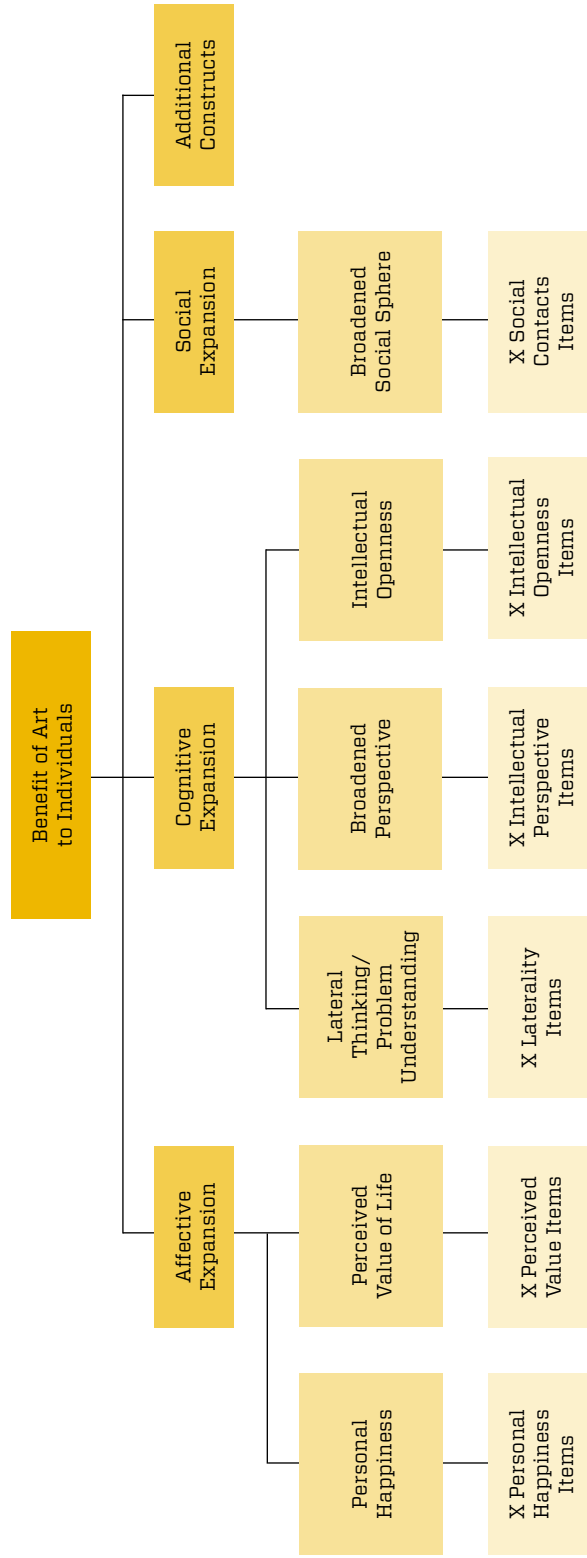 Benefit of Art
to Individuals
Affective
Expansion
Cognitive
Expansion
Social
Expansion
Additional
Constructs
Personal
Happiness
Perceived
Value of Life
Lateral
Thinking/
Problem
Understanding
Broadened
Perspective
Intellectual
Openness
Broadened
Social Sphere
X Personal
Happiness
Items
X Perceived
Value Items
X Laterality
Items
X Intellectual
Perspective
Items
X Intellectual
Openness
Items
X Social
Contacts
Items